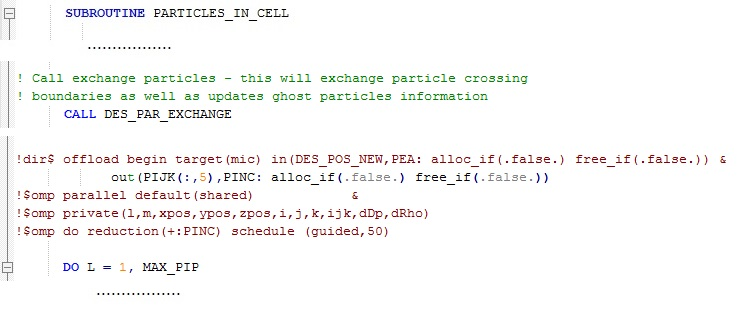 SUBROUTINE PARTICLES_IN_CELL
.................
! Call exchange particles - this will exchange particle crossing
! boundaries as well as updates ghost particles information
CALL DES_PAR_EXCHANGE
!dir$ offload begin target(mic) in(DES_POS_NEW,PEA: alloc_if(.false.) free_if(.false.)) &
out(PIJK(:,5),PINC: alloc_if(.false.) free_if(.false.))
!$omp parallel default(shared) &
!$omp private(l,m,xpos,ypos,zpos,i,j,k,ijk,dDp,dRho)
!$omp do reduction(+:PINC) schedule (guided,50)
DO L = 1, MAX_PIP
.................